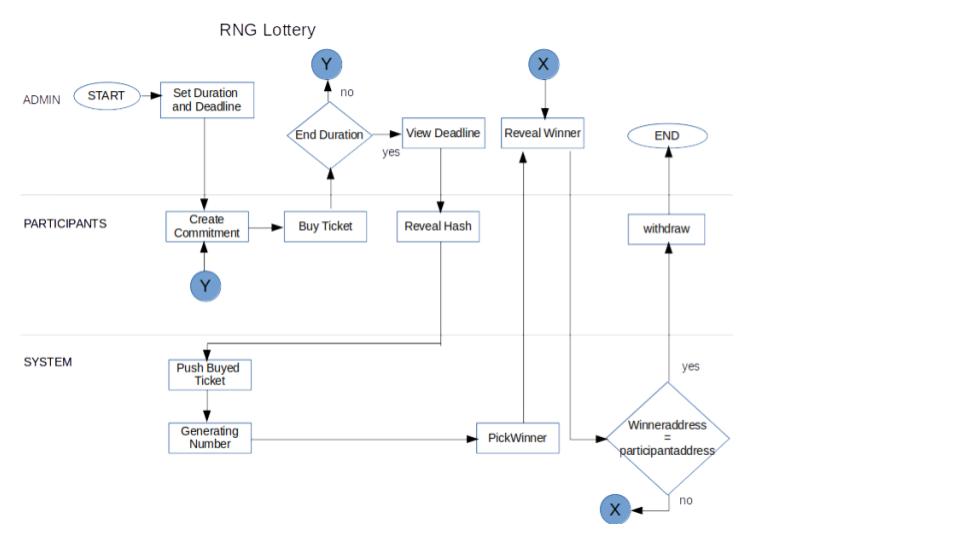 RNG Lottery
Y
X
no
ADMIN
START
Set Duration
and Deadline
End Duration
yes
View Deadline
Reveal Winner
END
PARTICIPANTS
Create
Commitment
Buy Ticket
Reveal Hash
withdraw
Y
SYSTEM
Push Buyed
Ticket
Generating
Number
PickWinner
yes
Winneraddress
=
participantaddress
no
X